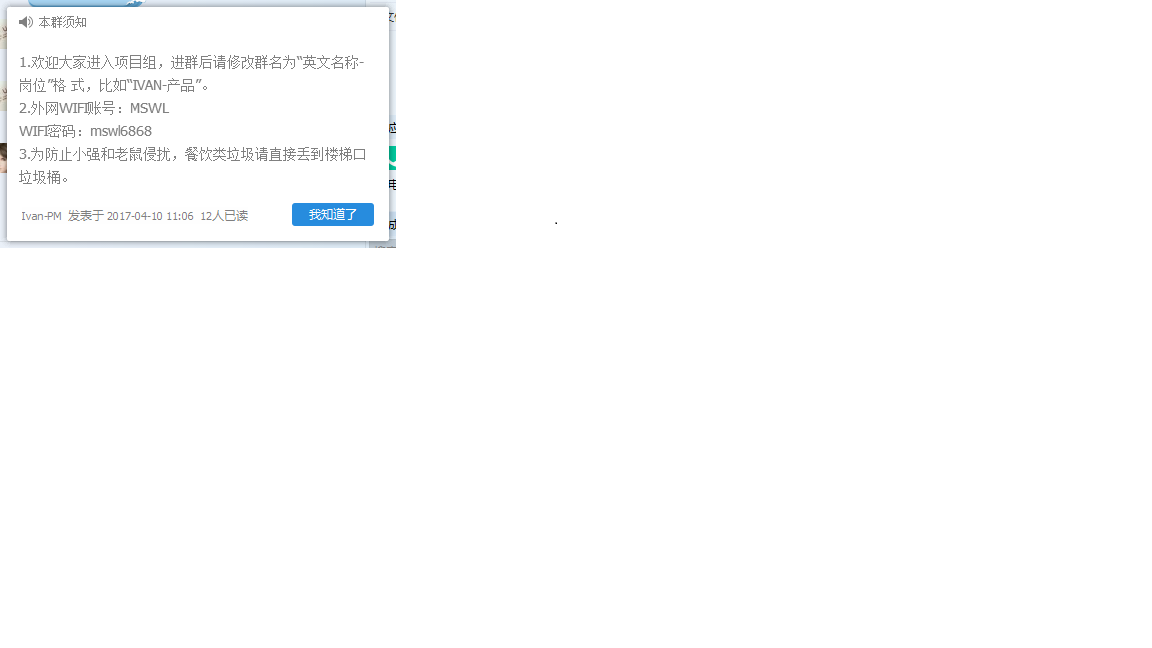 本群须知
1.欢迎大家进入项目组，进群后请修改群名为“英文名称-
岗位”格 式，比如“IVAN-产品”。
2.外网WIFI账号：MSWL
WIFI密码：mswl6868
3.为防止小强和老鼠侵扰，餐饮类垃圾请直接丢到楼梯口
垃圾桶。
Ivan-PM 发表于 2017-04-10 11:06 12人已读
我知道了